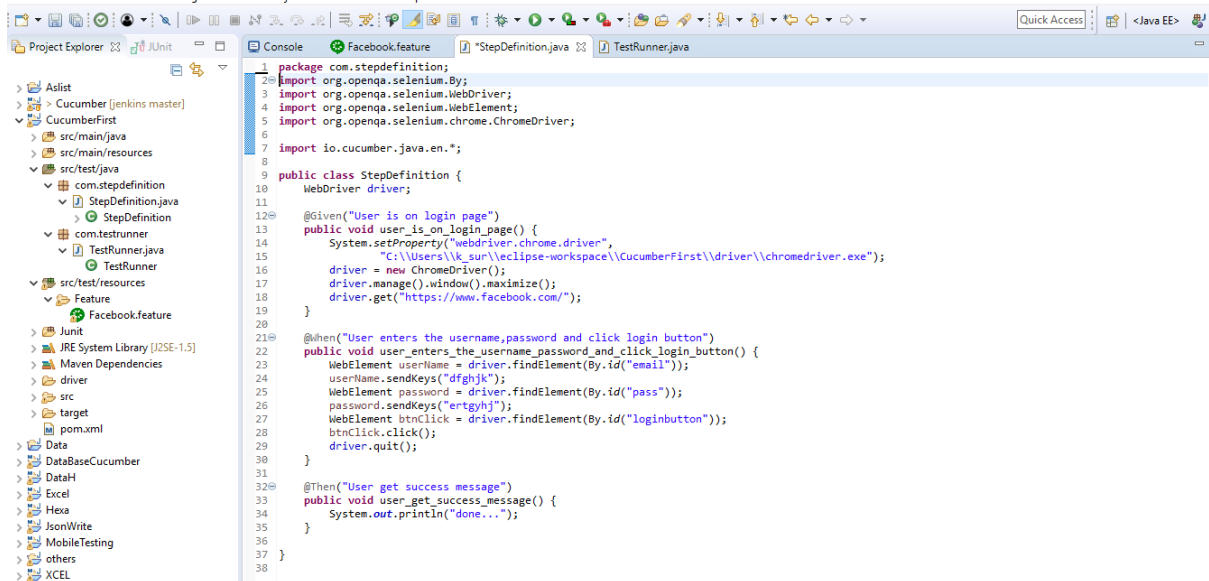 Quick Access
<Java EE>
Project Explorer
JUnit
Console
Facebook.feature
*StepDefinition.java
TestRunner.java
Aslist
> Cucumber [jenkins master]
CucumberFirst
src/main/java
src/main/resources
src/test/java
com.stepdefinition
StepDefinition.java
StepDefinition
com.testrunner
TestRunner.java
TestRunner
src/test/resources
Feature
Facebook.feature
Junit
JRE System Library [J2SE-1.5]
Maven Dependencies
driver
src
target
pom.xml
Data
DataBaseCucumber
DataH
Excel
Hexa
JsonWrite
MobileTesting
others
XCEL
1 package com.stepdefinition;
2 import org.openqa.selenium.By;
3 import org.openqa.selenium.WebDriver;
4 import org.openqa.selenium.WebElement;
5 import org.openqa.selenium.chrome.ChromeDriver;
6
7 import io.cucumber.java.en.*;
8
9 public class StepDefinition {
10 WebDriver driver;
11
12 @Given("User is on login page")
13 public void user_is_on_login_page() {
14 System.setProperty("webdriver.chrome.driver",
15 "C:\\Users\\k_sur\\eclipse-workspace\\CucumberFirst\\driver\\chromedriver.exe");
16 driver = new ChromeDriver();
17 driver.manage().window().maximize();
18 driver.get("https://www.facebook.com/");
19 }
20
21 @When("User enters the username,password and click login button")
22 public void user_enters_the_username_password_and_click_login_button() {
23 WebElement userName = driver.findElement(By.id("email"));
24 userName.sendKeys("dfghjk");
25 WebElement password = driver.findElement(By.id("pass"));
26 password.sendKeys("ertgyhj");
27 WebElement btnClick = driver.findElement(By.id("loginbutton"));
28 btnClick.click();
29 driver.quit();
30 }
31
32 @Then("User get success message")
33 public void user_get_success_message() {
34 System.out.println("done...");
35 }
36
37 }
38